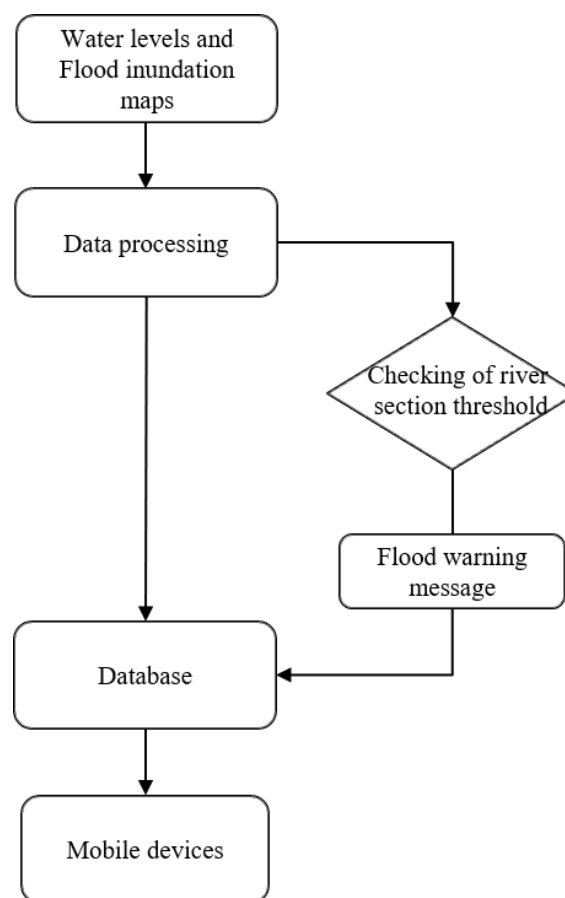 Water levels and
Flood inundation
maps
Data processing
Checking of river
section threshold
Flood warning
message
Database
Mobile devices